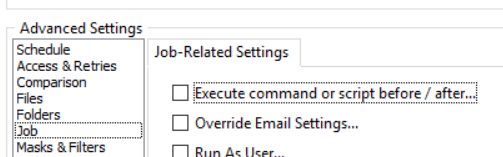 Advanced Settings
Schedule
Access & Retries
Comparison
Files
Folders
Job
Masks & Filters
Job-Related Settings
Execute command or script before / after...
Override Email Settings...
Run As User...